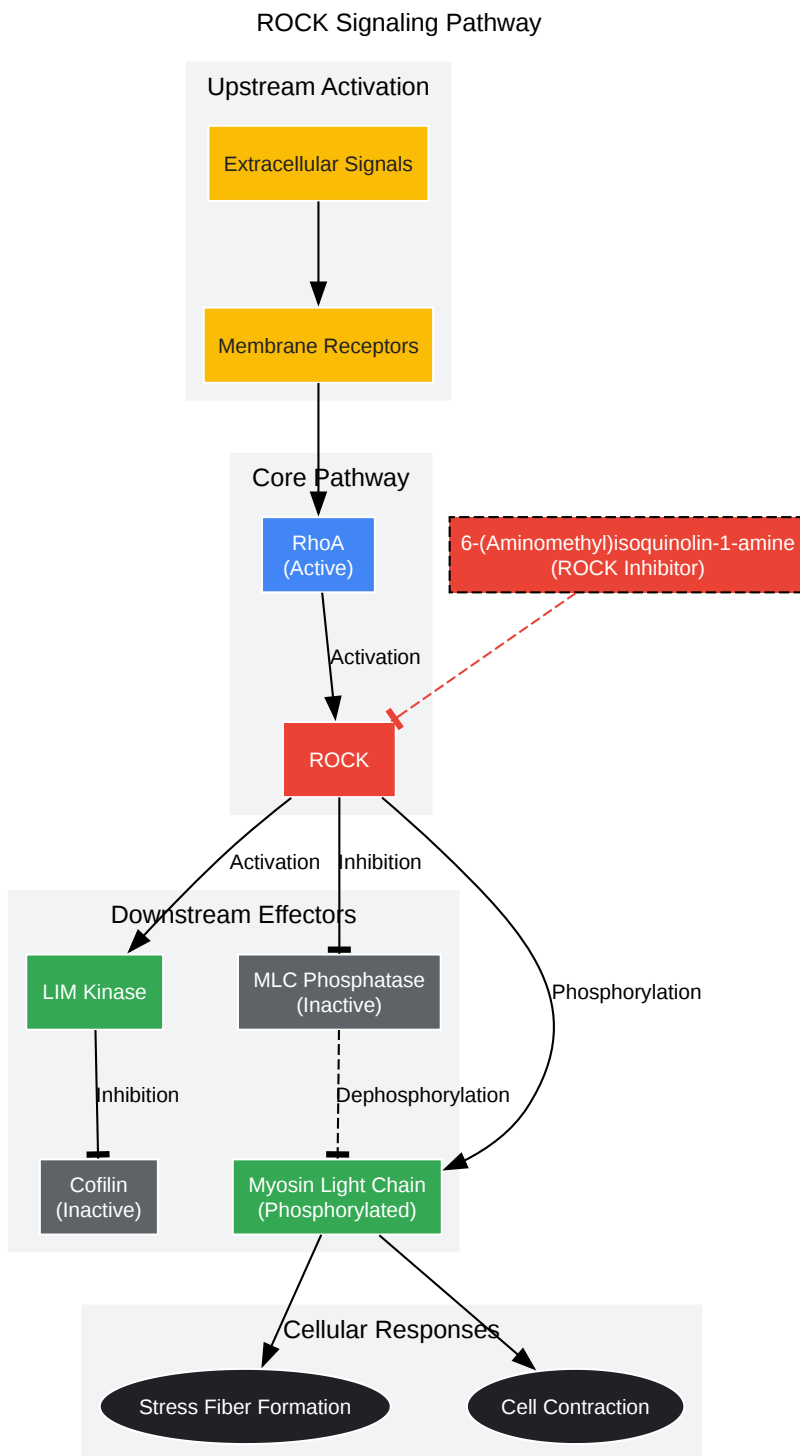 ROCK Signaling Pathway
Upstream Activation
Extracellular Signals
Membrane Receptors
Core Pathway
RhoA
(Active)
6-(Aminomethyl)isoquinolin-1-amine
(ROCK Inhibitor)
Activation
ROCK
Activation
Inhibition
Downstream Effectors
LIM Kinase
MLC Phosphatase
(Inactive)
Phosphorylation
Inhibition
Dephosphorylation
Cofilin
(Inactive)
Myosin Light Chain
(Phosphorylated)
Cellular Responses
Stress Fiber Formation
Cell Contraction